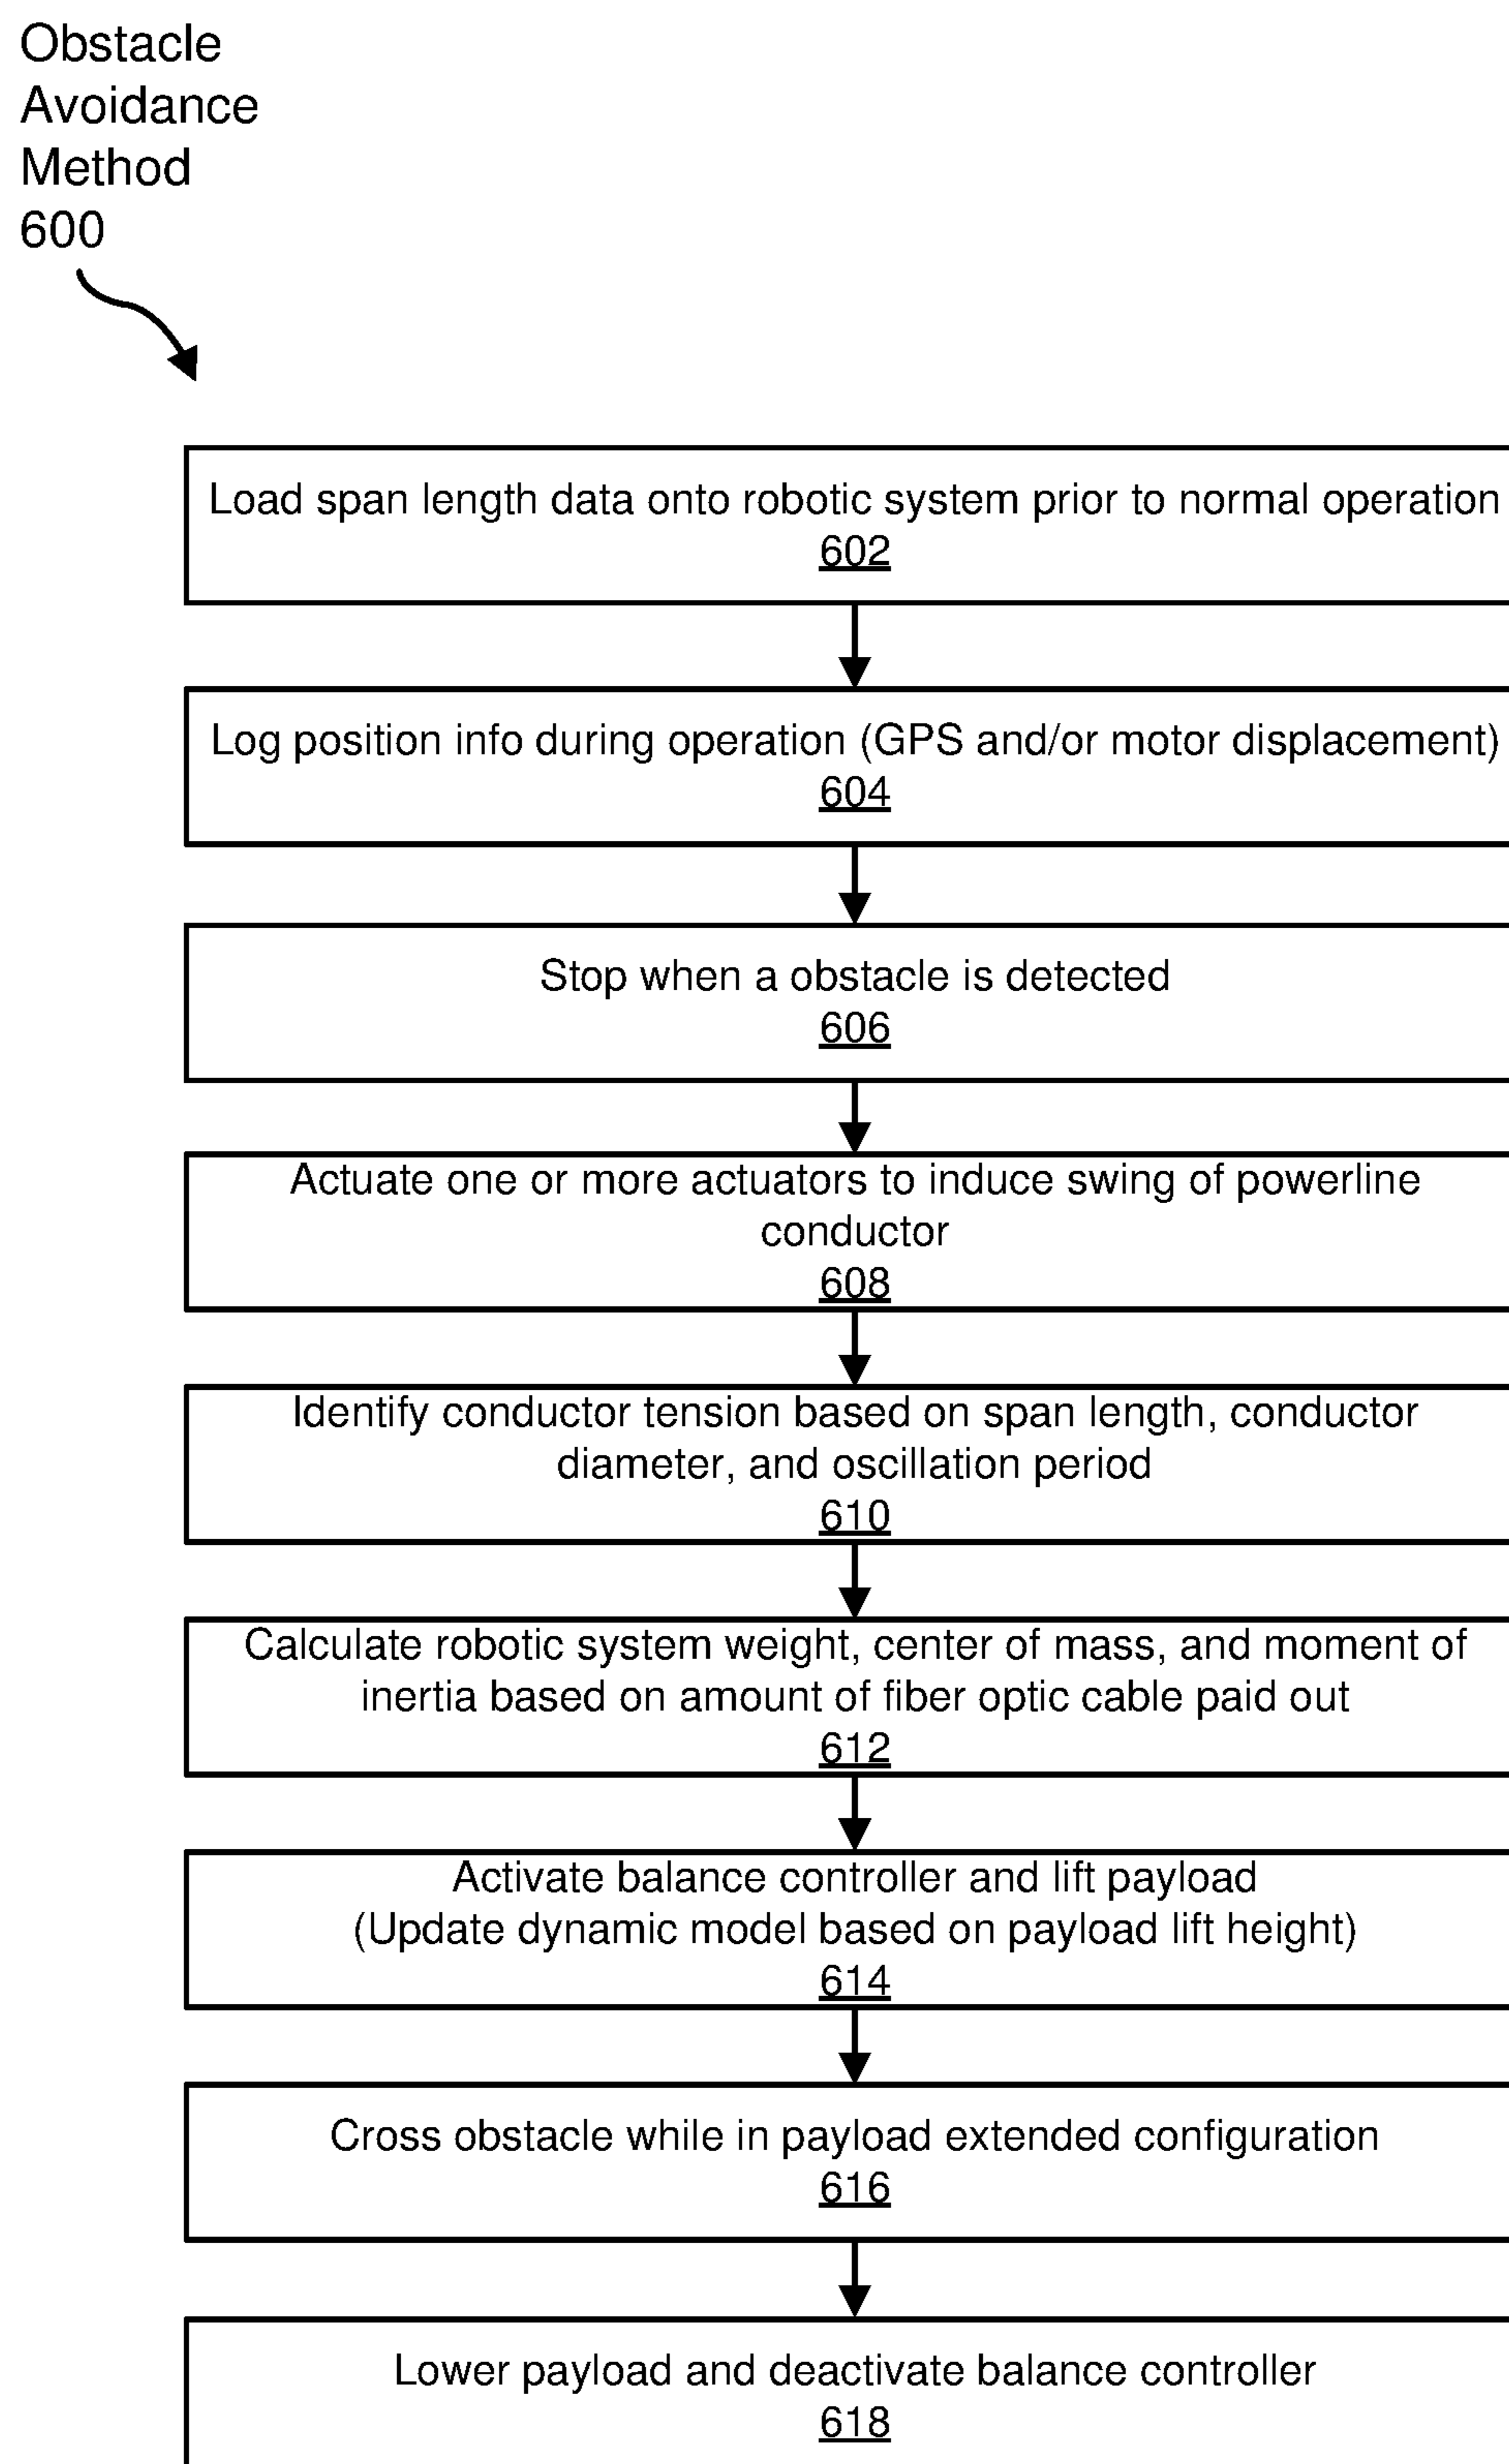 Obstacle
Avoidance
Method
600
Load span length data onto robotic system prior to normal operation
602
Log position info during operation (GPS and/or motor displacement)
604
Stop when a obstacle is detected
606
Actuate one or more actuators to induce swing of powerline
conductor
608
Identify conductor tension based on span length, conductor
diameter, and oscillation period
610
Calculate robotic system weight, center of mass, and moment of
inertia based on amount of fiber optic cable paid out
612
Activate balance controller and lift payload
(Update dynamic model based on payload lift height)
614
Cross obstacle while in payload extended configuration
616
Lower payload and deactivate balance controller
618